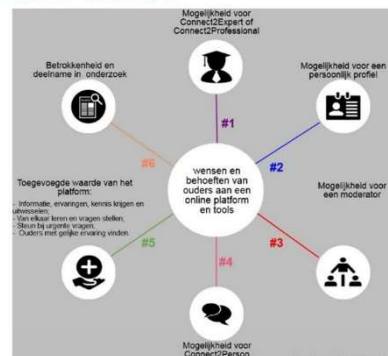 Mogelijkheid voor
Connect2Expert of
Connect2Professional
#1
Mogelijkheid voor een
persoonlijk profiel
#2
Mogelijkheid voor
een moderator
#3
Mogelijkheid voor
Connect2Person
#4
Toegevoegde waarde van het
platform:
- Informatie, ervaringen, kennis krijgen en
uitwisselen;
- Van elkaar leren en vragen stellen;
- Steun bij urgente vragen;
- Ouders met gelijke ervaring vinden.
#5
Betrokkenheid en
deelname in onderzoek
#6
wensen en
behoeften van
ouders aan een
online platform
en tools